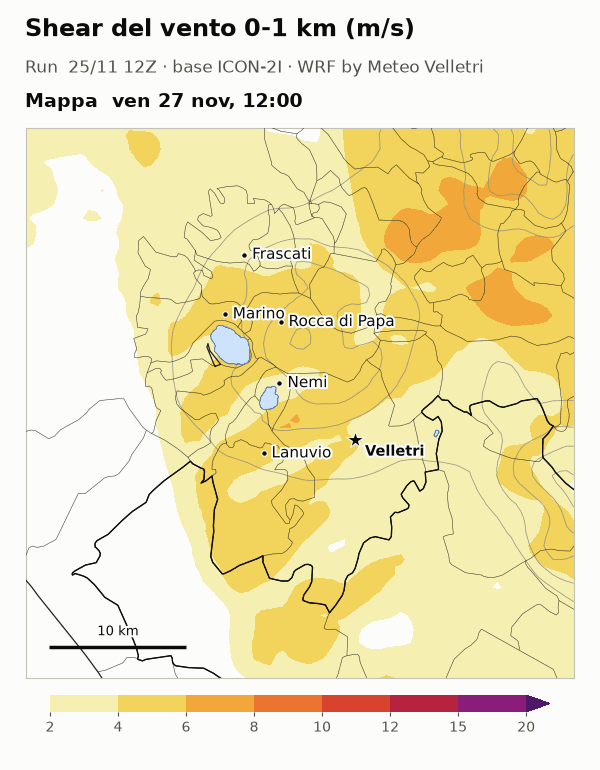 Shear del vento 0-1 km (m/s)
Run  25/11 12Z · base ICON-2I · WRF by Meteo Velletri
Mappa  ven 27 nov, 12:00
Frascati
Marino
Rocca di Papa
Nemi
Velletri
Lanuvio
10 km
2 4 6 8 10 12 15 20